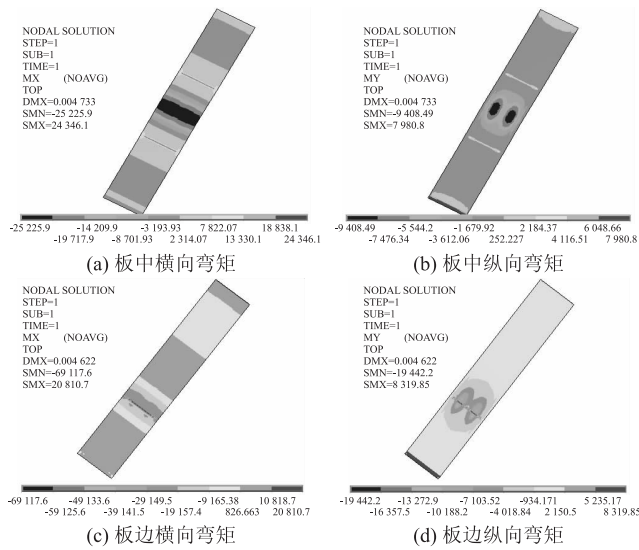 NODAL SOLUTION
STEP=1
SUB=1
TIME=1
MX (NOAVG)
TOP
DMX=0.004 733
SMN=-25 225.9
SMX=24 346.1
-25 225.9 -14 209.9 -3 193.93 7 822.07 18 838.1
-19 717.9 -8 701.93 2 314.07 13 330.1 24 346.1
(a) 板中横向弯矩
NODAL SOLUTION
STEP=1
SUB=1
TIME=1
MY (NOAVG)
TOP
DMX=0.004 733
SMN=-9 408.49
SMX=7 980.8
-9 408.49 -5 544.2 -1 679.92 2 184.37 6 048.66
-7 476.34 -3 612.06 252.227 4 116.51 7 980.8
(b) 板中纵向弯矩
NODAL SOLUTION
STEP=1
SUB=1
TIME=1
MX (NOAVG)
TOP
DMX=0.004 622
SMN=-69 117.6
SMX=20 810.7
-69 117.6 -49 133.6 -29 149.5 -9 165.38 10 818.7
-59 125.6 -39 141.5 -19 157.4 826.663 20 810.7
(c) 板边横向弯矩
NODAL SOLUTION
STEP=1
SUB=1
TIME=1
MY (NOAVG)
TOP
DMX=0.004 622
SMN=-19 442.2
SMX=8 319.85
-19 442.2 -13 272.9 -7 103.52 -934.171 5 235.17
-16 357.5 -10 188.2 -4 018.84 2 150.5 8 319.85
(d) 板边纵向弯矩